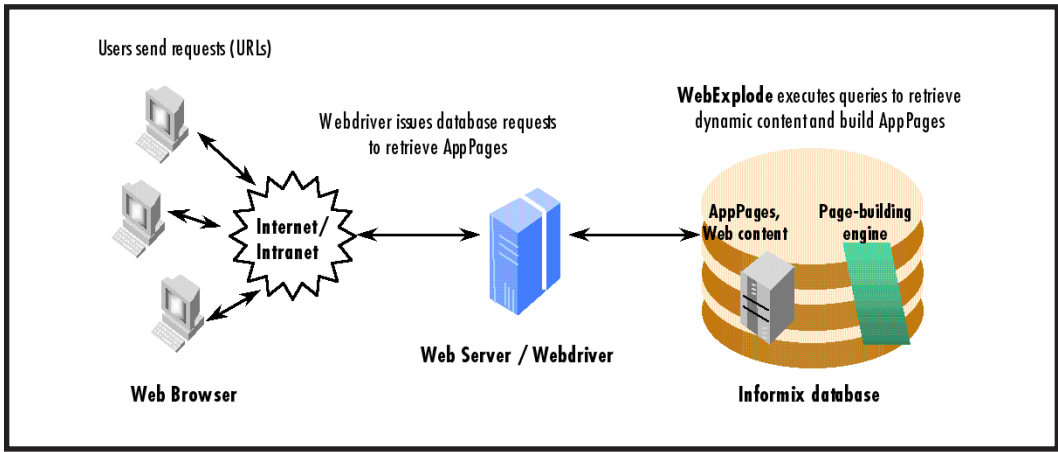 Users send requests (URLs)
Webdriver issues database requests
to retrieve AppPages
WebExplode executes queries to retrieve
dynamic content and build AppPages
Internet/
Intranet
AppPages,
Web content
Page-building
engine
Web Browser
Web Server / Webdriver
Informix database